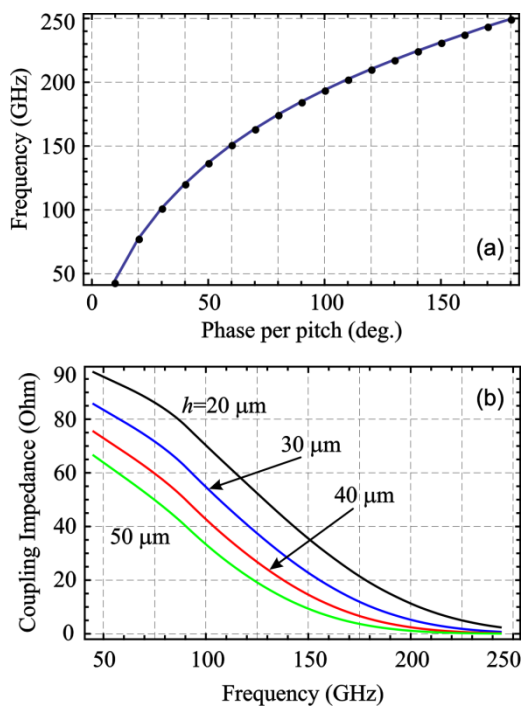 250
200
150
100
50
Frequency (GHz)
(a)
0 50 100 150
Phase per pitch (deg.)
90
80
60
40
20
0
Coupling Impedance (Ohm)
(b)
h=20 μm
30 μm
40 μm
50 μm
50 100 150 200 250
Frequency (GHz)